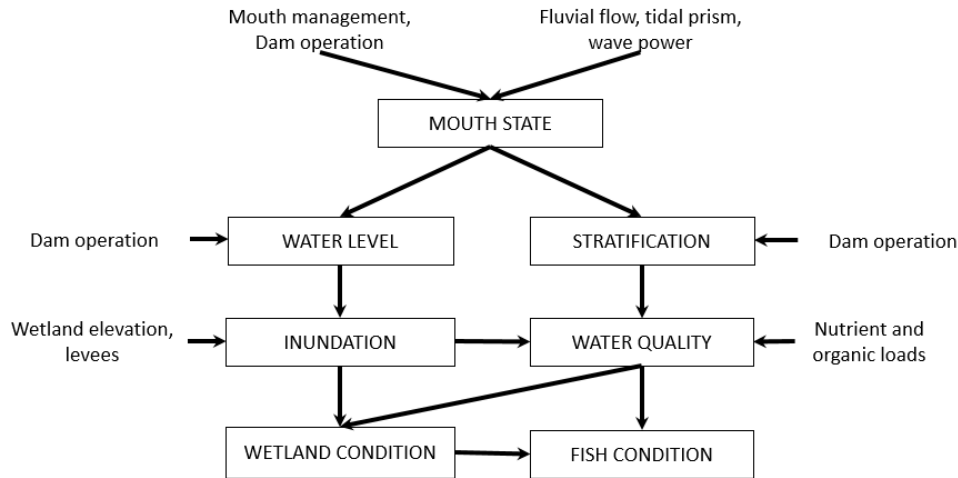 Mouth management,
Dam operation
Fluvial flow, tidal prism,
wave power
MOUTH STATE
Dam operation
WATER LEVEL
STRATIFICATION
Dam operation
Wetland elevation,
levees
INUNDATION
WATER QUALITY
Nutrient and
organic loads
WETLAND CONDITION
FISH CONDITION